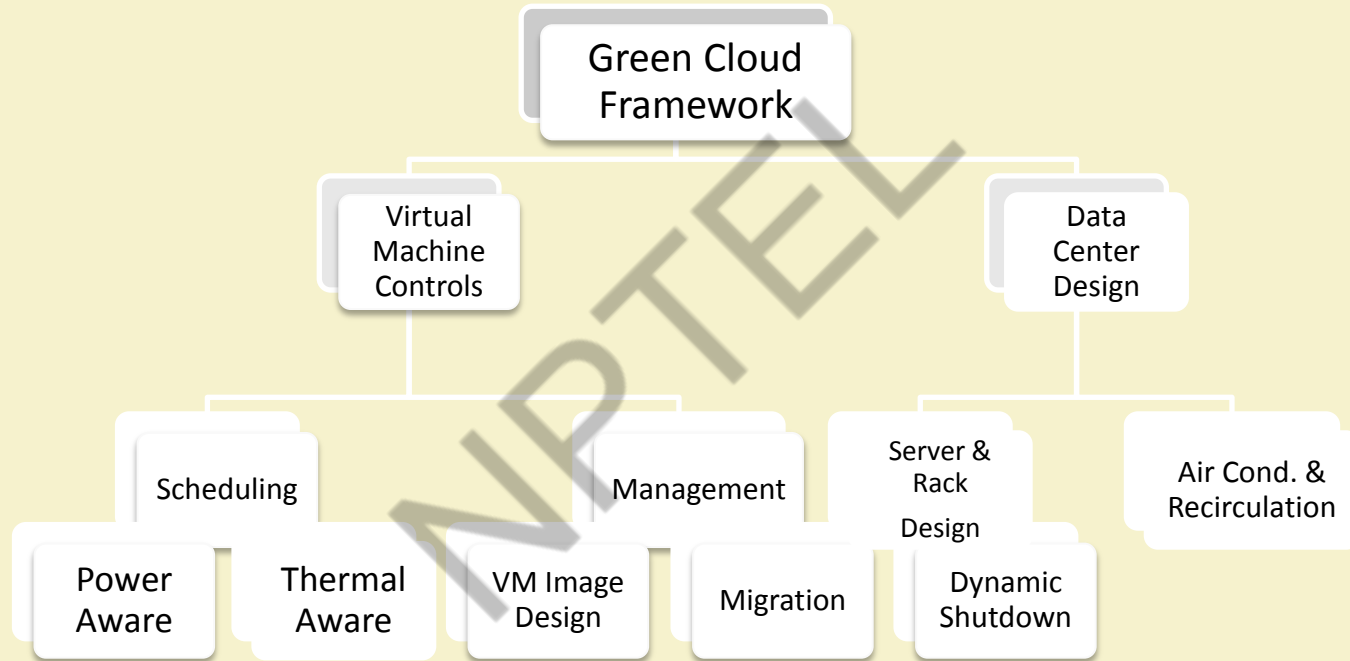 Green Cloud
Framework
Virtual
Machine
Controls
Data
Center
Design
Scheduling
Management
Server &
Rack
Design
Air Cond. &
Recirculation
Power
Aware
Thermal
Aware
VM Image
Design
Migration
Dynamic
Shutdown
NPTEL